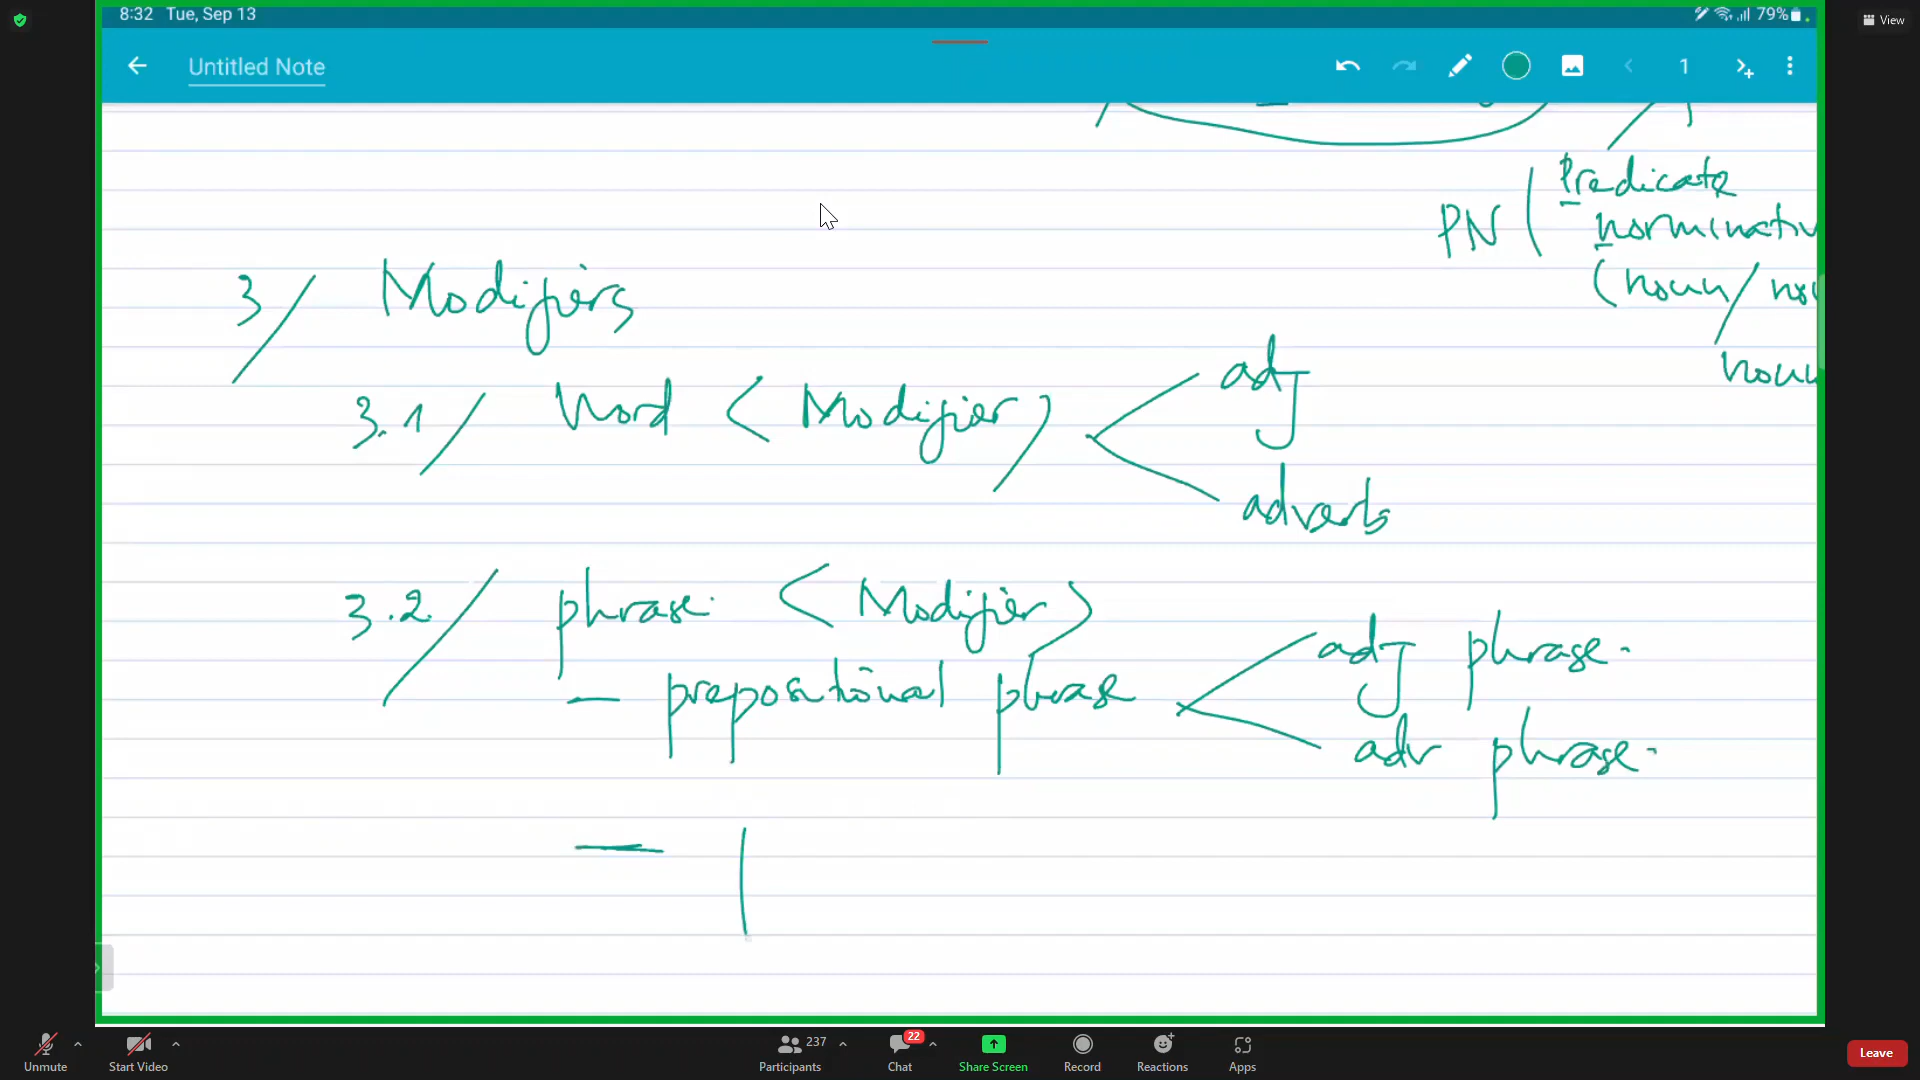 8:32 Tue, Sep 13
79%
View
Untitled Note
1
Predicate
PN
norminativ
(noun/nou
noun
3/ Modifiers
3.1/ Word <Modifier>
adj
adverb
3.2/ phrase. <Modifier>
- prepositional phrase
adj phrase.
adv phrase.
-
Unmute
Start Video
237
Participants
22
Chat
Share Screen
Record
Reactions
Apps
Leave